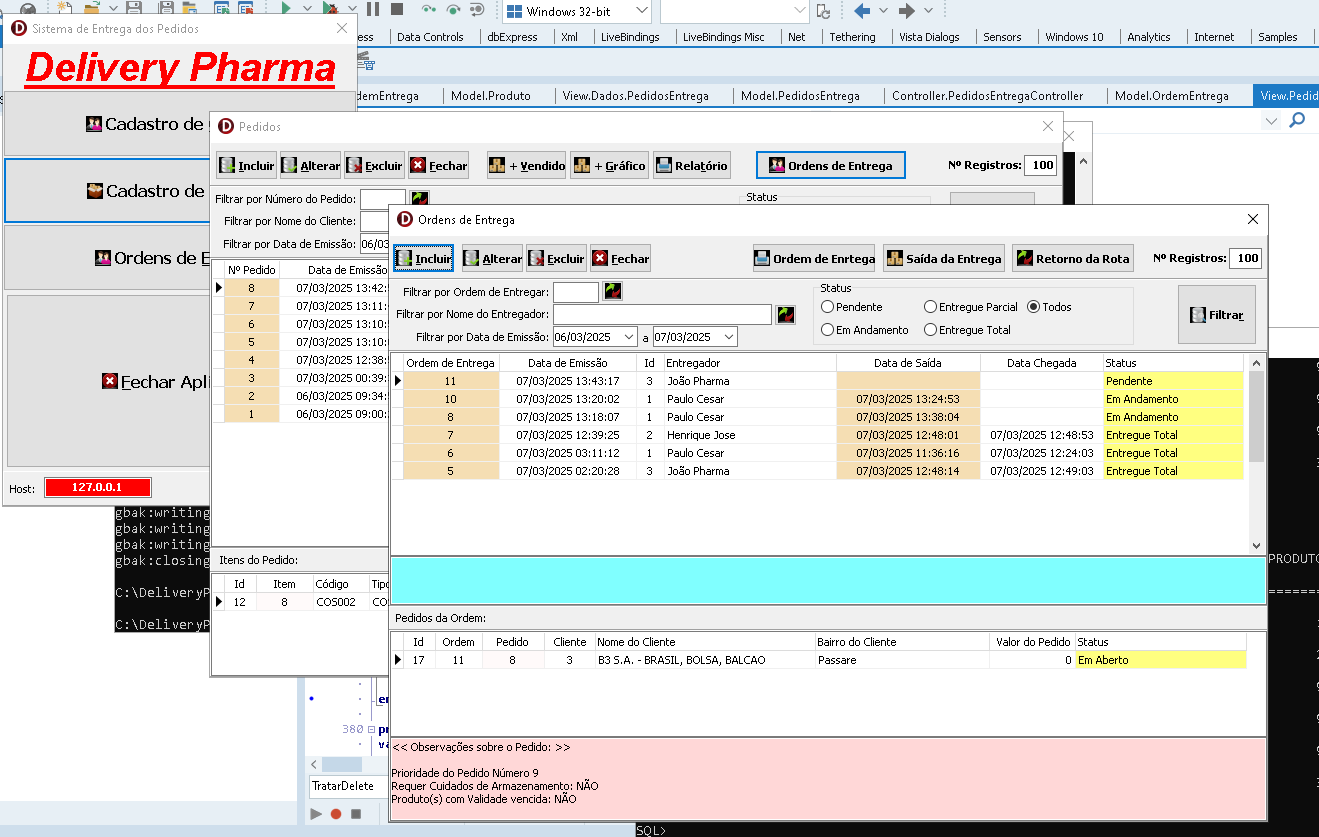 Windows 32-bit
ess Data Controls dbExpress Xml LiveBindings LiveBindings Misc Net Tethering Vista Dialogs Sensors Windows 10 Analytics Internet Samples
demEntrega Model.Produto View.Dados.PedidosEntrega Model.PedidosEntrega Controller.PedidosEntregaController Model.OrdemEntrega View.Pedid
Sistema de Entrega dos Pedidos
Delivery Pharma
Cadastro de
Cadastro de
Ordens de E
Fechar Apli
Host: 127.0.0.1
gbak:writing
gbak:writing
gbak:writing
gbak:closing
C:\DeliveryP
C:\DeliveryP
Pedidos
Incluir Alterar Excluir Fechar + Vendido + Gráfico Relatório Ordens de Entrega Nº Registros: 100
Filtrar por Número do Pedido: Status
Filtrar por Nome do Cliente:
Filtrar por Data de Emissão: 06/03
Nº Pedido Data de Emissão
8 07/03/2025 13:42:
7 07/03/2025 13:11:
6 07/03/2025 13:10:
5 07/03/2025 13:10:
4 07/03/2025 12:38:
3 07/03/2025 00:39:
2 06/03/2025 09:34:
1 06/03/2025 09:00:
Itens do Pedido:
Id Item Código Tipo
12 8 COS002 CO
Ordens de Entrega
Incluir Alterar Excluir Fechar Ordem de Enrtega Saída da Entrega Retorno da Rota Nº Registros: 100
Filtrar por Ordem de Entregar:
Filtrar por Nome do Entregador:
Filtrar por Data de Emissão: 06/03/2025 a 07/03/2025
Status
Pendente Entregue Parcial Todos
Em Andamento Entregue Total
Filtrar
Ordem de Entrega Data de Emissão Id Entregador Data de Saída Data Chegada Status
11 07/03/2025 13:43:17 3 João Pharma Pendente
10 07/03/2025 13:20:02 1 Paulo Cesar 07/03/2025 13:24:53 Em Andamento
8 07/03/2025 13:18:07 1 Paulo Cesar 07/03/2025 13:38:04 Em Andamento
7 07/03/2025 12:39:25 2 Henrique Jose 07/03/2025 12:48:01 07/03/2025 12:48:53 Entregue Total
6 07/03/2025 03:11:12 1 Paulo Cesar 07/03/2025 11:36:16 07/03/2025 12:24:03 Entregue Total
5 07/03/2025 02:20:28 3 João Pharma 07/03/2025 12:48:14 07/03/2025 12:49:03 Entregue Total
Pedidos da Ordem:
Id Ordem Pedido Cliente Nome do Cliente Bairro do Cliente Valor do Pedido Status
17 11 8 3 B3 S.A. - BRASIL, BOLSA, BALCAO Passare 0 Em Aberto
<< Observações sobre o Pedido: >>
Prioridade do Pedido Número 9
Requer Cuidados de Armazenamento: NÃO
Produto(s) com Validade vencida: NÃO
PRODUTO
=======
en
380 pr
va
TratarDelete
SQL>